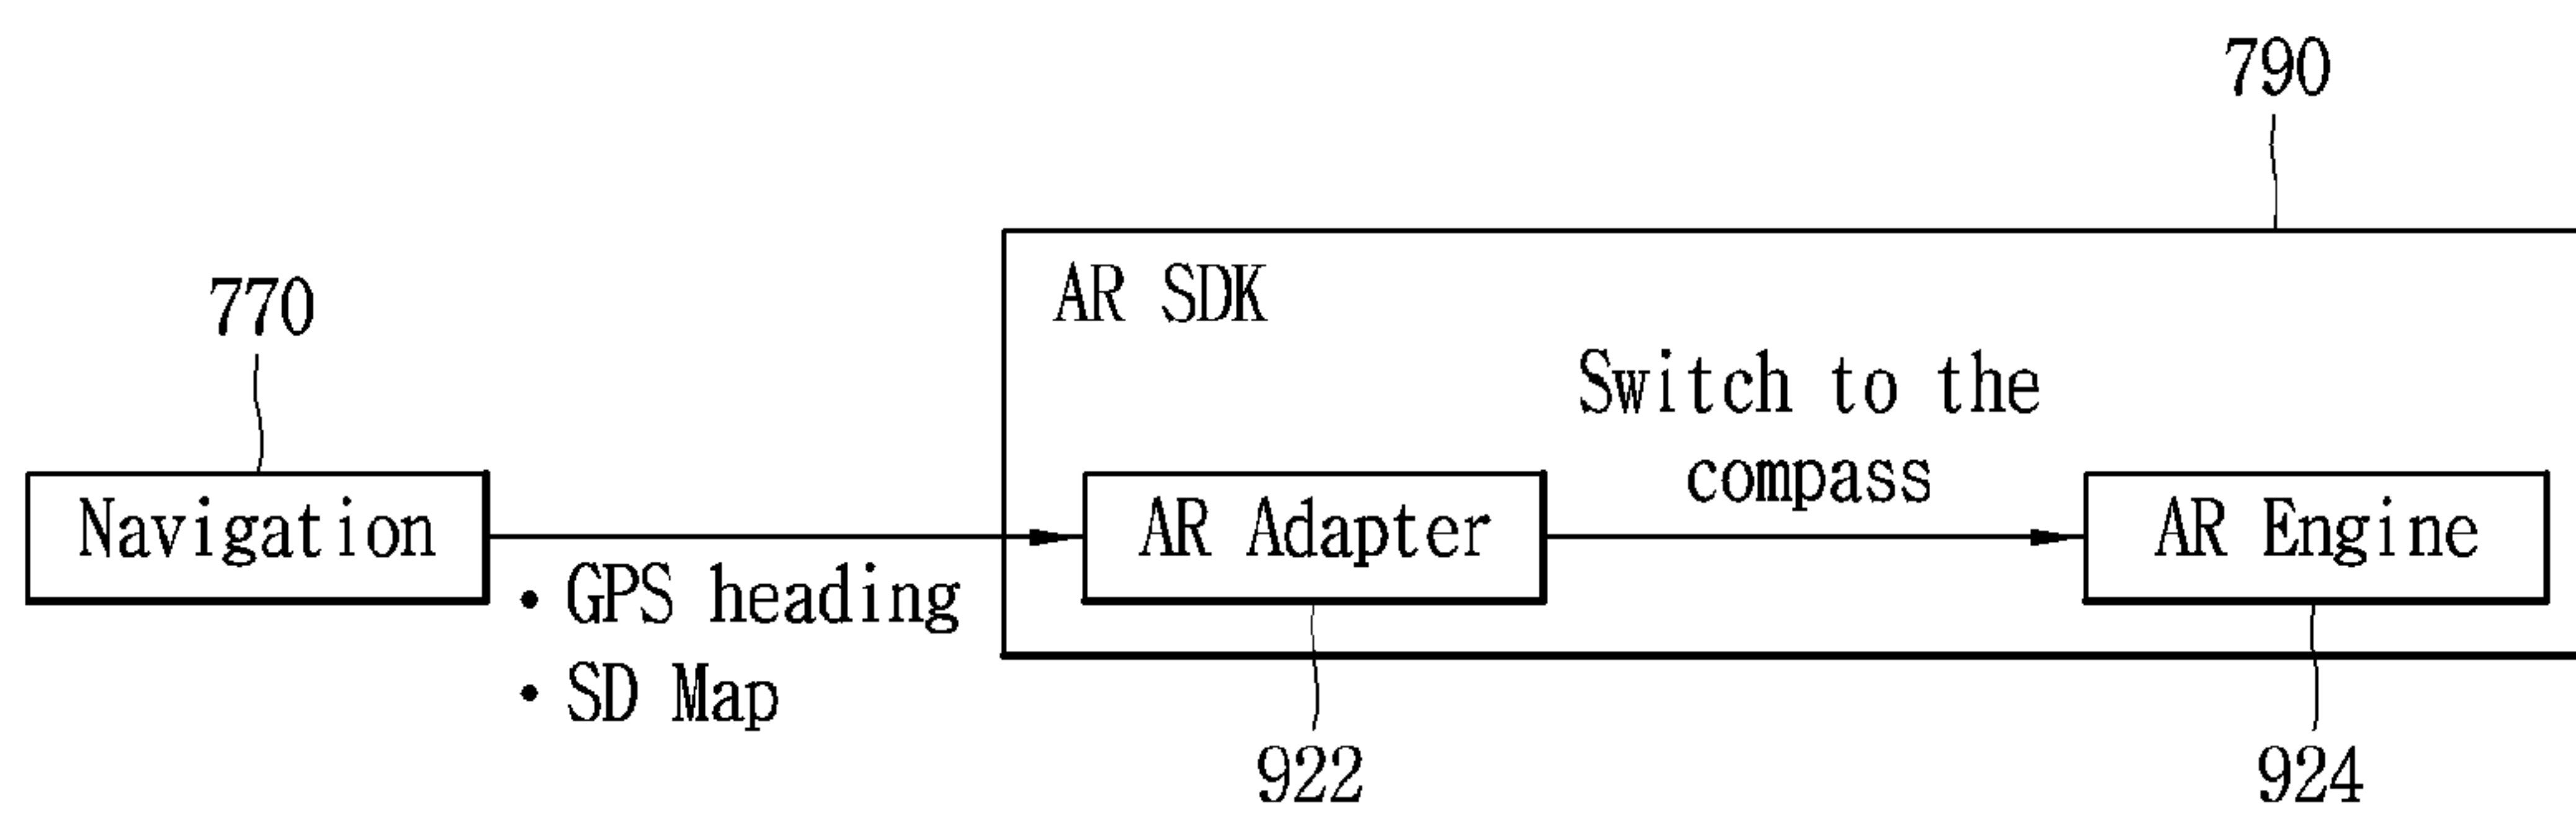 790
770
AR SDK
Switch to the
compass
Navigation
AR Adapter
AR Engine
• GPS heading
• SD Map
922
924